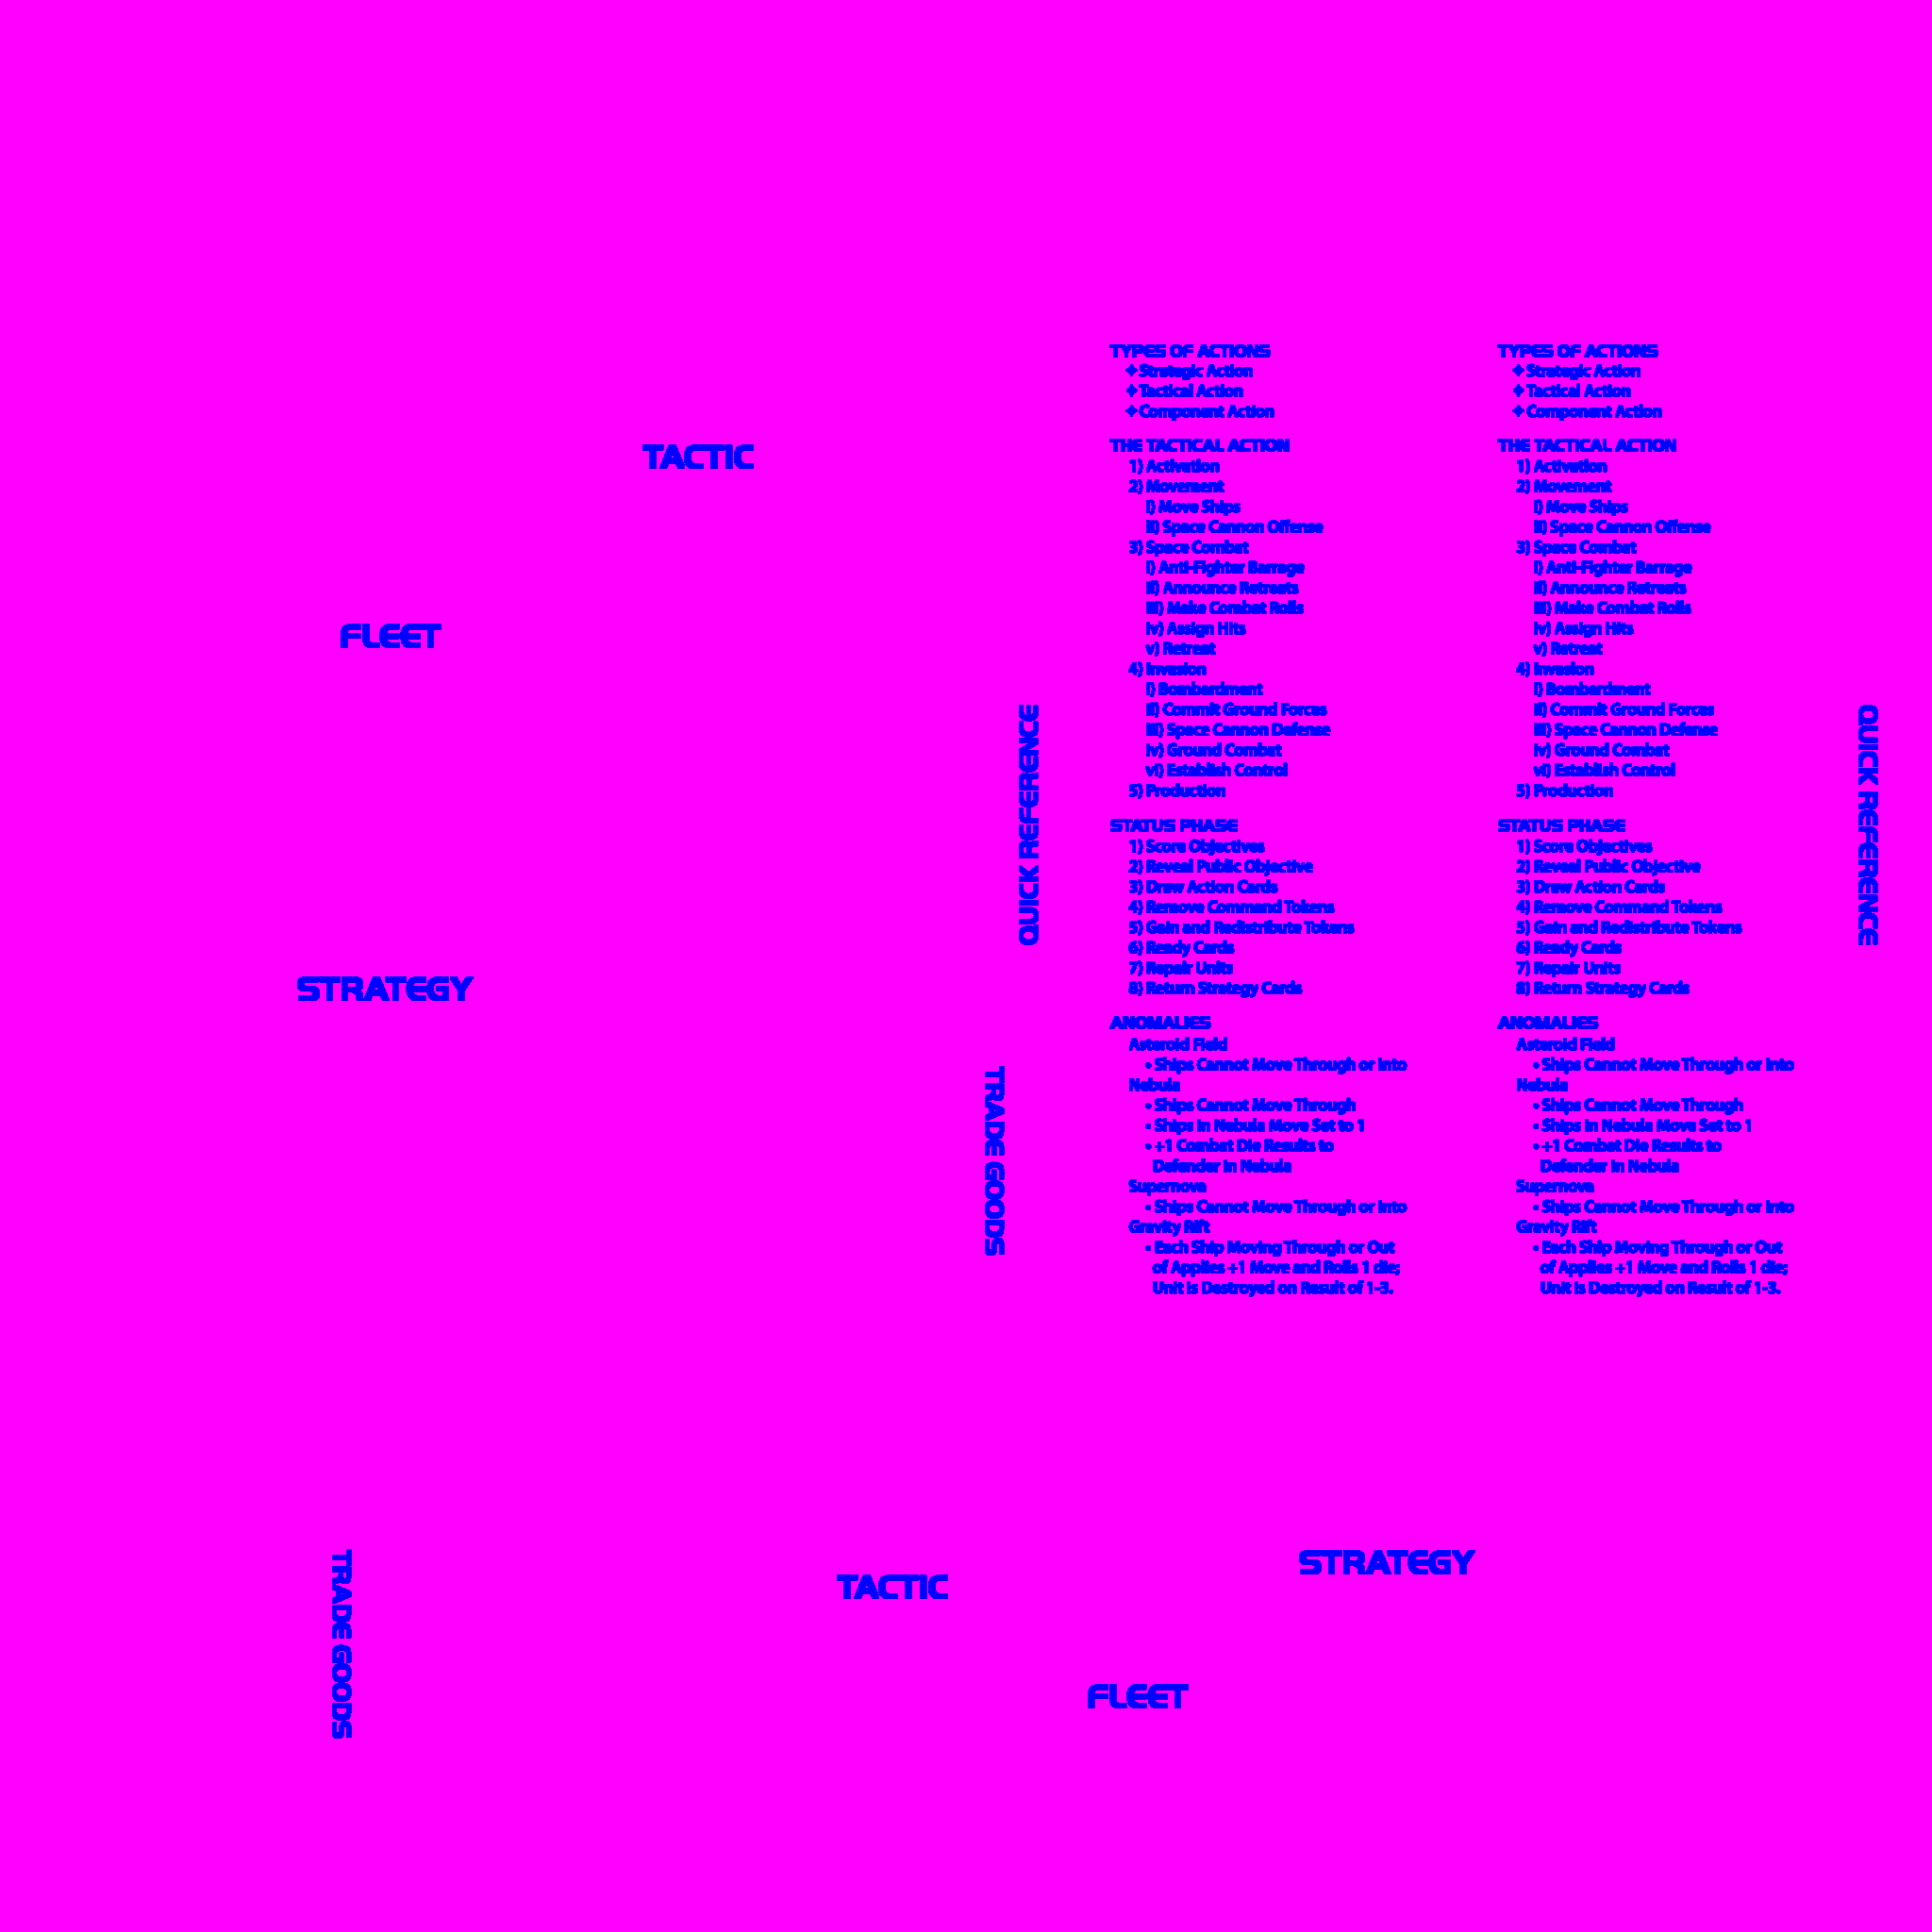 TACTIC
FLEET
STRATEGY
TRADE GOODS
QUICK REFERENCE
TYPES OF ACTIONS
✦Strategic Action
✦Tactical Action
✦Component Action
THE TACTICAL ACTION
1) Activation
2) Movement
i) Move Ships
ii) Space Cannon Offense
3) Space Combat
i) Anti-Fighter Barrage
ii) Announce Retreats
iii) Make Combat Rolls
iv) Assign Hits
v) Retreat
4) Invasion
i) Bombardment
ii) Commit Ground Forces
iii) Space Cannon Defense
iv) Ground Combat
vi) Establish Control
5) Production
STATUS PHASE
1) Score Objectives
2) Reveal Public Objective
3) Draw Action Cards
4) Remove Command Tokens
5) Gain and Redistribute Tokens
6) Ready Cards
7) Repair Units
8) Return Strategy Cards
ANOMALIES
Asteroid Field
• Ships Cannot Move Through or Into
Nebula
• Ships Cannot Move Through
• Ships in Nebula Move Set to 1
• +1 Combat Die Results to
Defender in Nebula
Supernova
• Ships Cannot Move Through or Into
Gravity Rift
• Each Ship Moving Through or Out
of Applies +1 Move and Rolls 1 die;
Unit is Destroyed on Result of 1-3.
TYPES OF ACTIONS
✦Strategic Action
✦Tactical Action
✦Component Action
THE TACTICAL ACTION
1) Activation
2) Movement
i) Move Ships
ii) Space Cannon Offense
3) Space Combat
i) Anti-Fighter Barrage
ii) Announce Retreats
iii) Make Combat Rolls
iv) Assign Hits
v) Retreat
4) Invasion
i) Bombardment
ii) Commit Ground Forces
iii) Space Cannon Defense
iv) Ground Combat
vi) Establish Control
5) Production
STATUS PHASE
1) Score Objectives
2) Reveal Public Objective
3) Draw Action Cards
4) Remove Command Tokens
5) Gain and Redistribute Tokens
6) Ready Cards
7) Repair Units
8) Return Strategy Cards
ANOMALIES
Asteroid Field
• Ships Cannot Move Through or Into
Nebula
• Ships Cannot Move Through
• Ships in Nebula Move Set to 1
• +1 Combat Die Results to
Defender in Nebula
Supernova
• Ships Cannot Move Through or Into
Gravity Rift
• Each Ship Moving Through or Out
of Applies +1 Move and Rolls 1 die;
Unit is Destroyed on Result of 1-3.
QUICK REFERENCE
TRADE GOODS
TACTIC
STRATEGY
FLEET